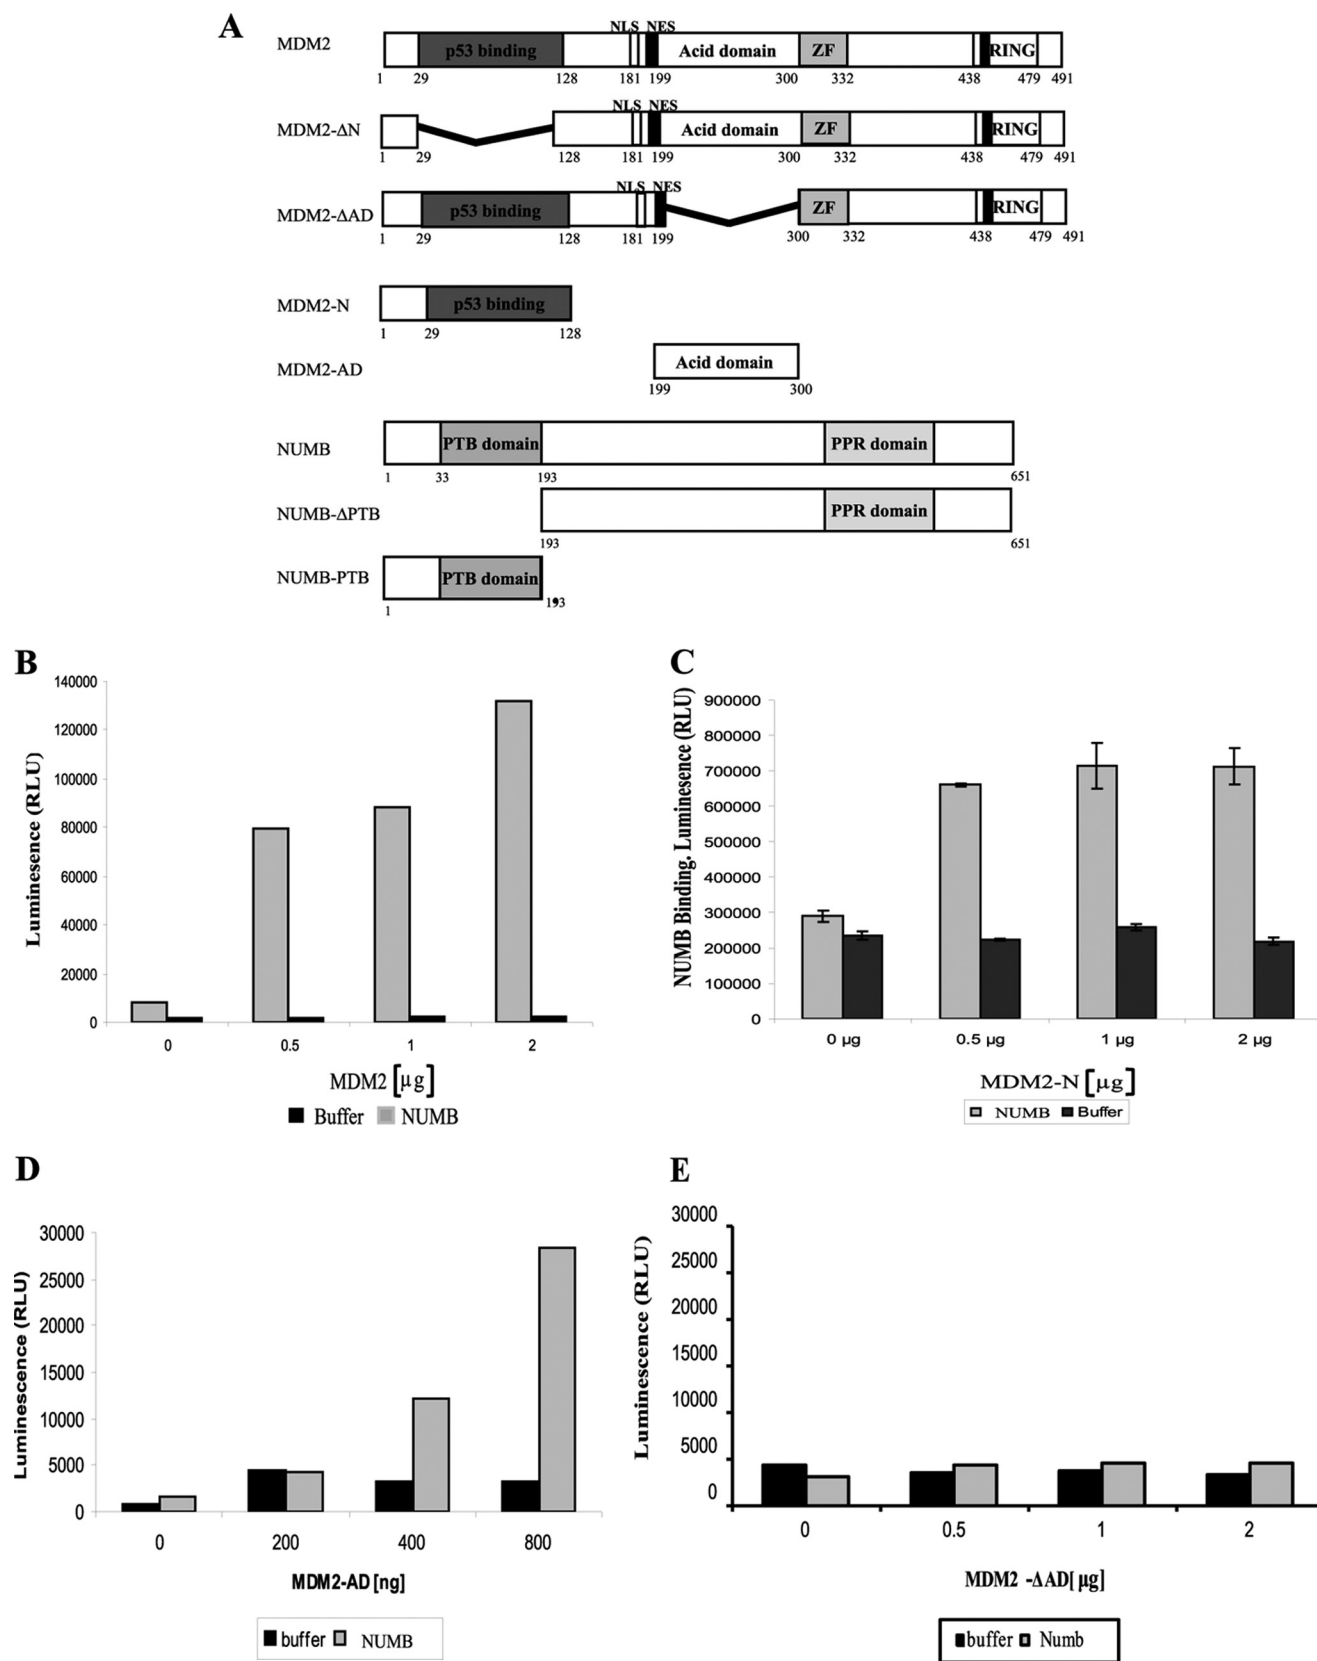 A
MDM2
NLS NES
p53 binding Acid domain ZF RING
1 29 128 181 199 300 332 438 479 491
MDM2-ΔN
NLS NES
Acid domain ZF RING
1 29 128 181 199 300 332 438 479 491
MDM2-ΔAD
NLS NES
p53 binding ZF RING
1 29 128 181 199 300 332 438 479 491
MDM2-N
p53 binding
1 29 128
MDM2-AD
Acid domain
199 300
NUMB
PTB domain PPR domain
1 33 193 651
NUMB-ΔPTB
PPR domain
193 651
NUMB-PTB
PTB domain
1 193
B
Luminesence (RLU)
140000
120000
100000
80000
60000
40000
20000
0
0 0.5 1 2
MDM2 [µg]
Buffer NUMB
C
NUMB Binding. Luminesence (RLU)
900000
800000
700000
600000
500000
400000
300000
200000
100000
0
0 µg 0.5 µg 1 µg 2 µg
MDM2-N [µg]
NUMB Buffer
D
Luminescence (RLU)
30000
25000
20000
15000
10000
5000
0
0 200 400 800
MDM2-AD [ng]
buffer NUMB
E
Luminescence (RLU)
30000
25000
20000
15000
10000
5000
0
0 0.5 1 2
MDM2 -ΔAD[ µg]
buffer Numb